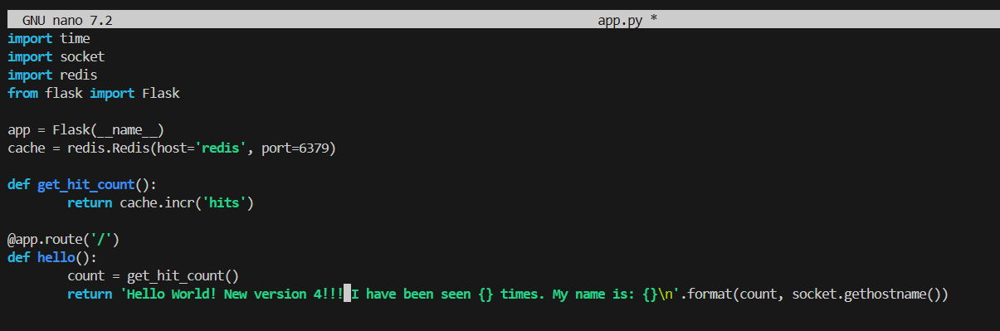 GNU nano 7.2 app.py *
import time
import socket
import redis
from flask import Flask

app = Flask(__name__)
cache = redis.Redis(host='redis', port=6379)

def get_hit_count():
        return cache.incr('hits')

@app.route('/')
def hello():
        count = get_hit_count()
        return 'Hello World! New version 4!!! I have been seen {} times. My name is: {}\n'.format(count, socket.gethostname())